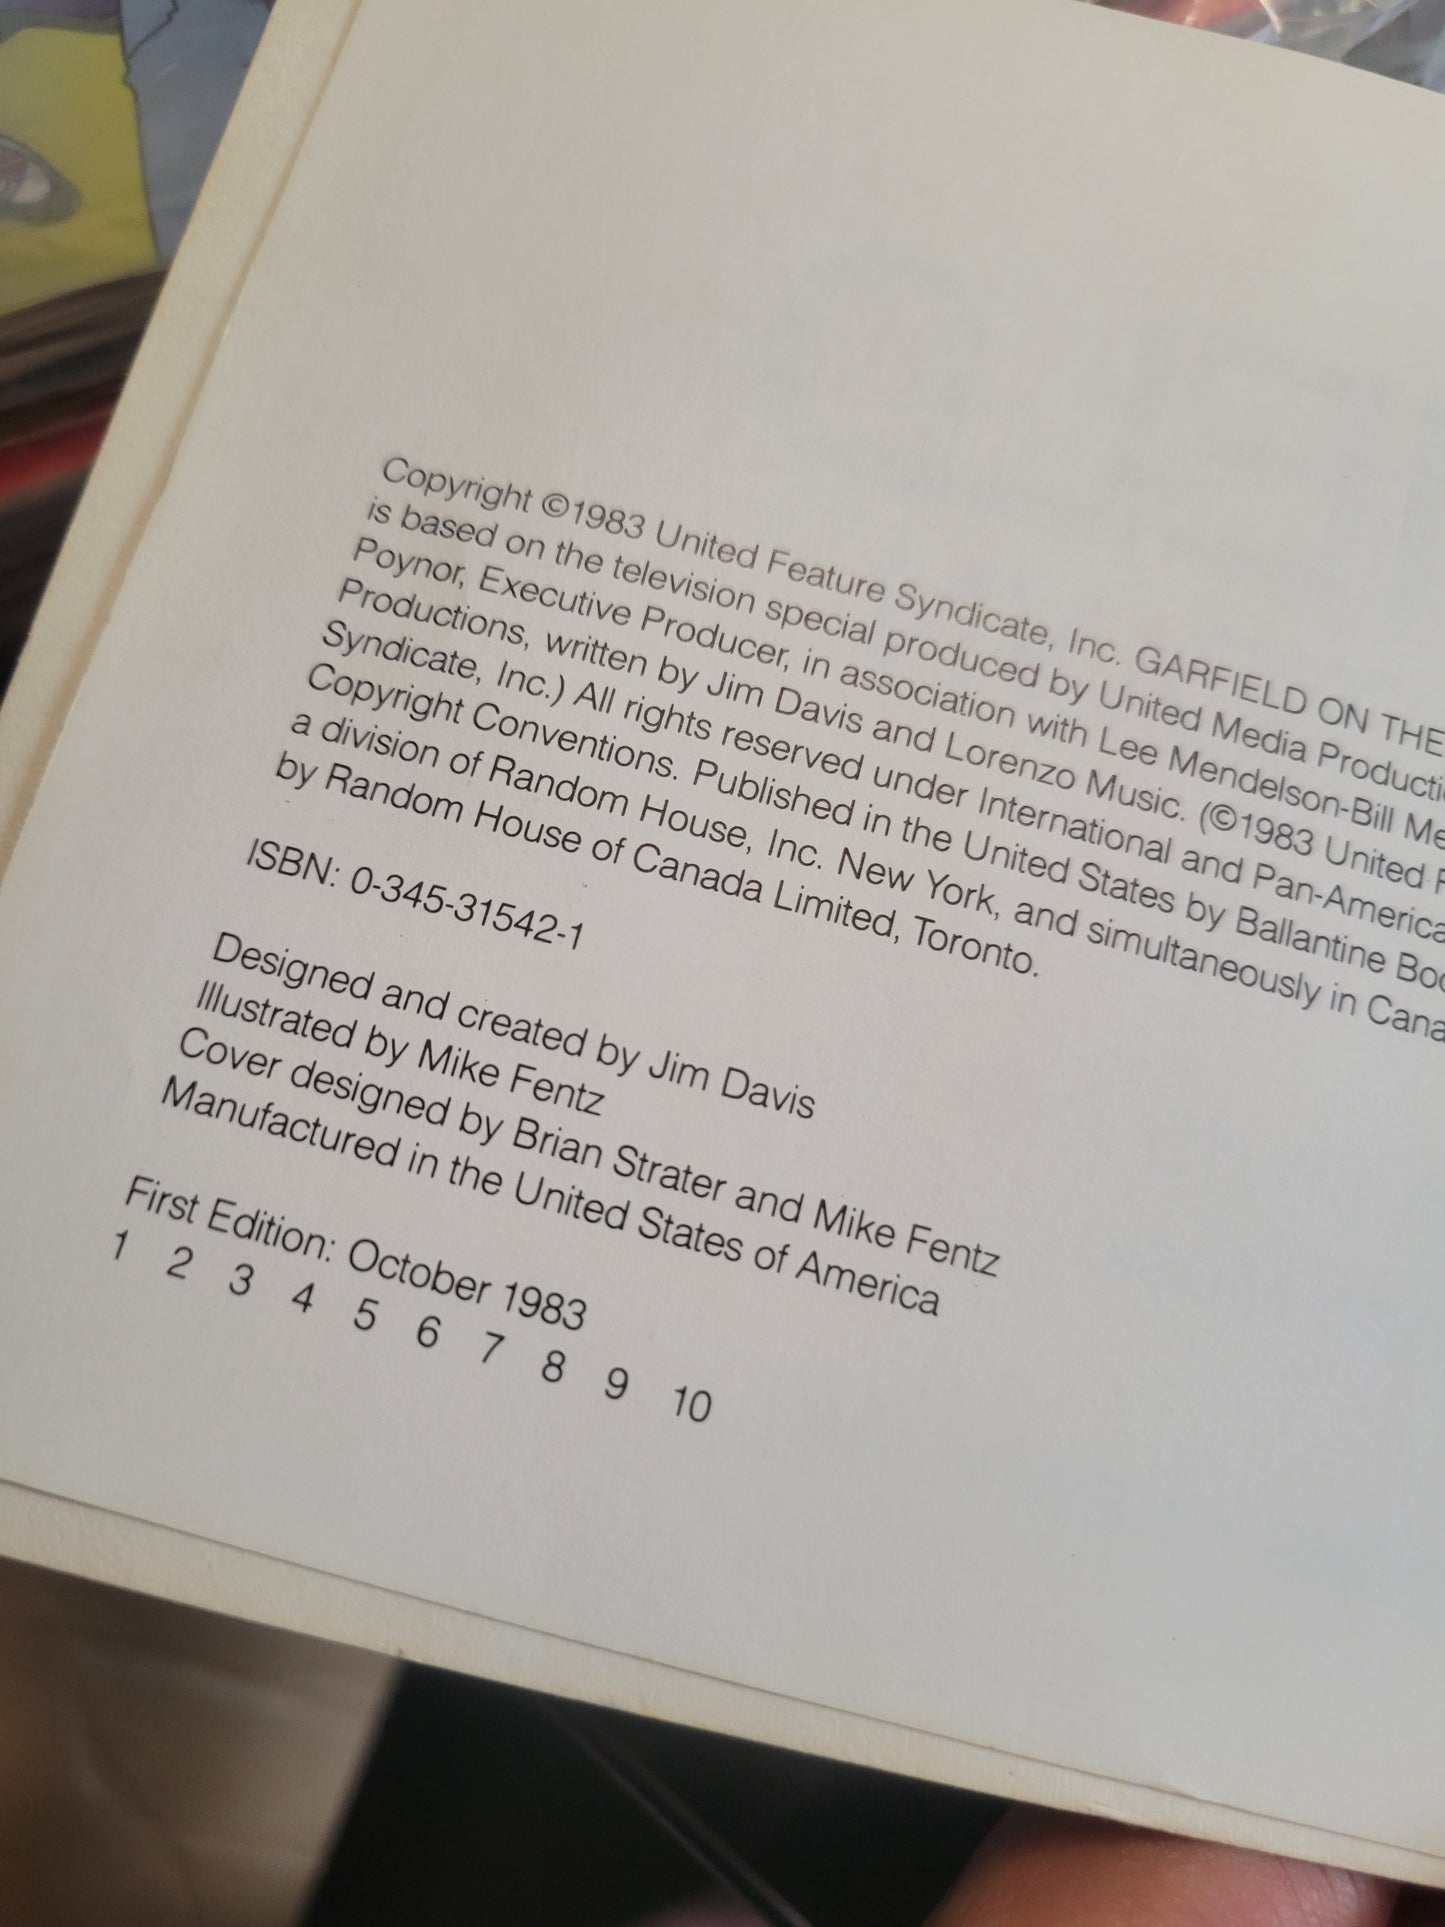 Copyright ©1983 United Feature Syndicate, Inc. GARFIELD ON THE
is based on the television special produced by United Media Producti
Poynor, Executive Producer, in association with Lee Mendelson-Bill Me
Productions, written by Jim Davis and Lorenzo Music. (©1983 United F
Syndicate, Inc.) All rights reserved under International and Pan-America
Copyright Conventions. Published in the United States by Ballantine Boo
a division of Random House, Inc. New York, and simultaneously in Cana
by Random House of Canada Limited, Toronto.
ISBN: 0-345-31542-1
Designed and created by Jim Davis
Illustrated by Mike Fentz
Cover designed by Brian Strater and Mike Fentz
Manufactured in the United States of America
First Edition: October 1983
1 2 3 4 5 6 7 8 9 10